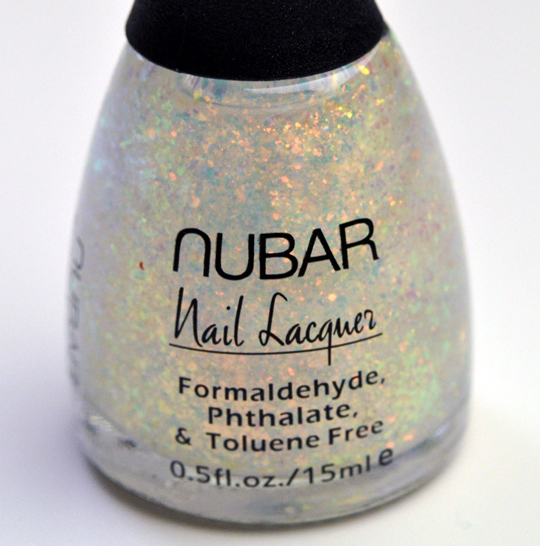 nUBAR
Nail Lacquer
Formaldehyde,
Phthalate,
& Toluene Free
0.5fl.oz./15ml e